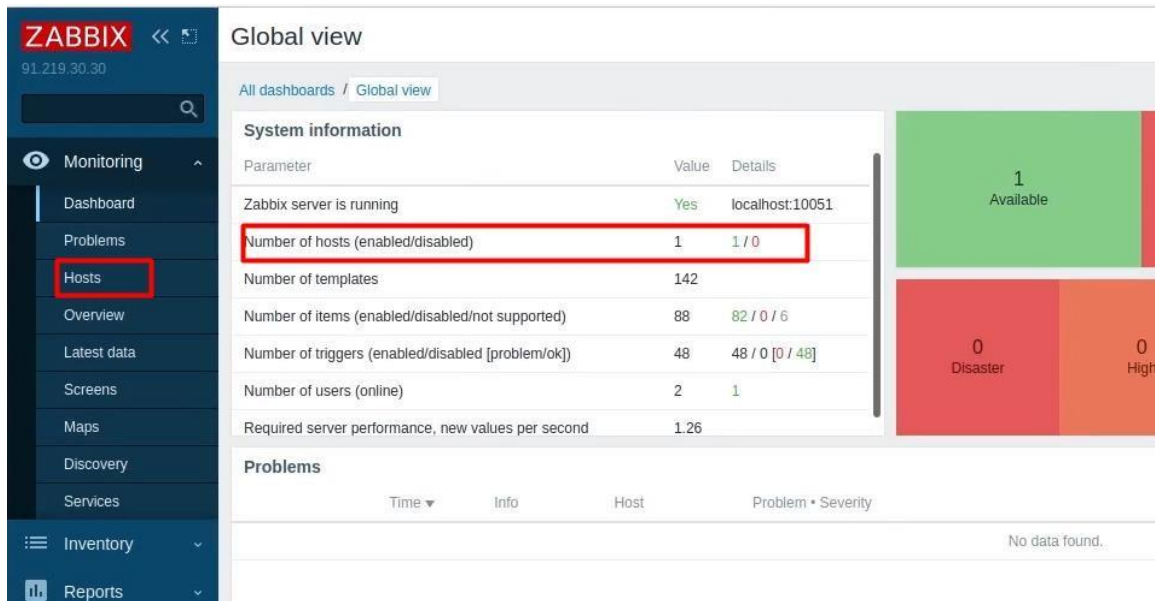 ZABBIX
91.219.30.30
Monitoring
Dashboard
Problems
Hosts
Overview
Latest data
Screens
Maps
Discovery
Services
Inventory
Reports
Global view
All dashboards / Global view
System information
Parameter Value Details
Zabbix server is running Yes localhost:10051
Number of hosts (enabled/disabled) 1 1 / 0
Number of templates 142
Number of items (enabled/disabled/not supported) 88 82 / 0 / 6
Number of triggers (enabled/disabled [problem/ok]) 48 48 / 0 [0 / 48]
Number of users (online) 2 1
Required server performance, new values per second 1.26
1
Available
0
Disaster
0
High
Problems
Time ▼ Info Host Problem • Severity
No data found.